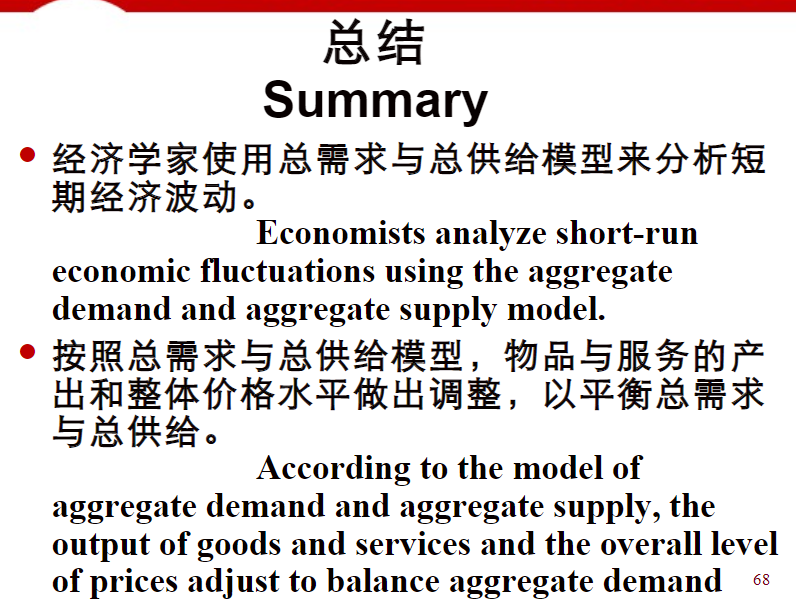 总结
Summary
经济学家使用总需求与总供给模型来分析短
期经济波动。
Economists analyze short-run
economic fluctuations using the aggregate
demand and aggregate supply model.
按照总需求与总供给模型，物品与服务的产
出和整体价格水平做出调整，以平衡总需求
与总供给。
According to the model of
aggregate demand and aggregate supply, the
output of goods and services and the overall level
of prices adjust to balance aggregate demand
68